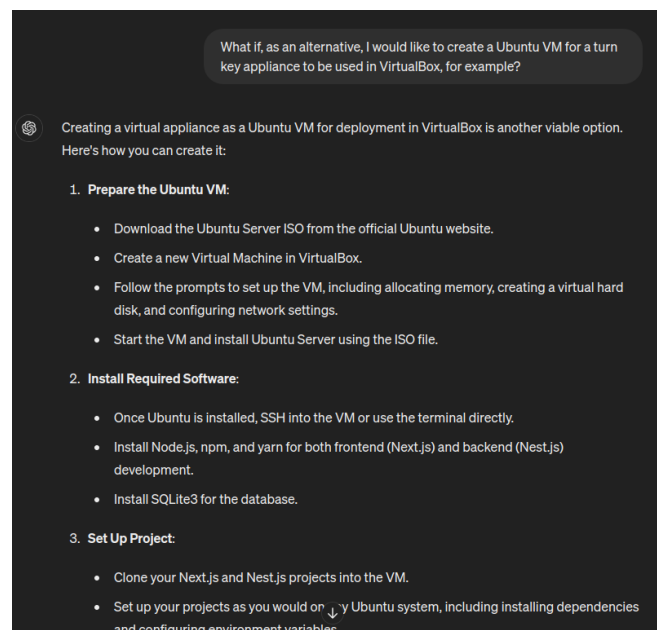 What if, as an alternative, I would like to create a Ubuntu VM for a turn
key appliance to be used in VirtualBox, for example?
Creating a virtual appliance as a Ubuntu VM for deployment in VirtualBox is another viable option.
Here's how you can create it:
1. Prepare the Ubuntu VM:
• Download the Ubuntu Server ISO from the official Ubuntu website.
• Create a new Virtual Machine in VirtualBox.
• Follow the prompts to set up the VM, including allocating memory, creating a virtual hard
disk, and configuring network settings.
• Start the VM and install Ubuntu Server using the ISO file.
2. Install Required Software:
• Once Ubuntu is installed, SSH into the VM or use the terminal directly.
• Install Node.js, npm, and yarn for both frontend (Next.js) and backend (Nest.js)
development.
• Install SQLite3 for the database.
3. Set Up Project:
• Clone your Next.js and Nest.js projects into the VM.
• Set up your projects as you would on Ubuntu system, including installing dependencies
and configuring environment variables